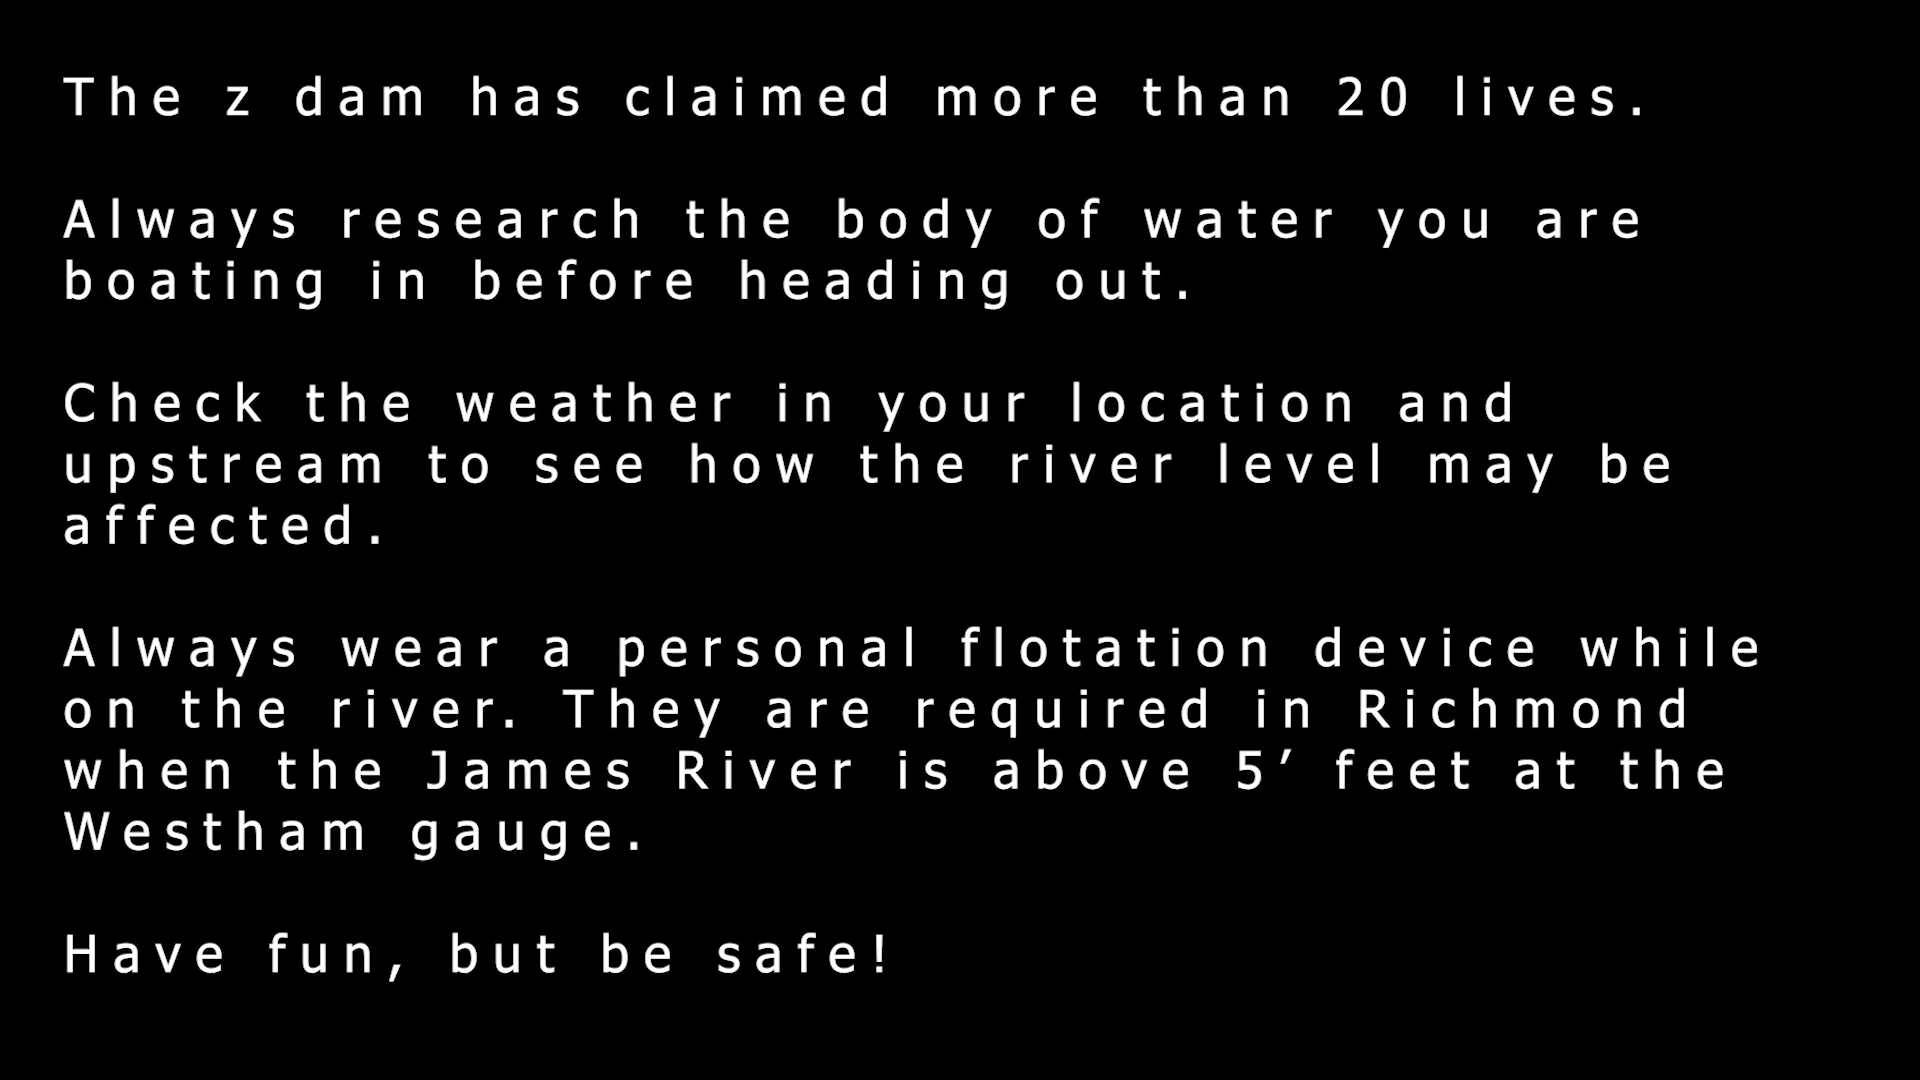 The z dam has claimed more than 20 lives.
Always research the body of water you are
boating in before heading out.
Check the weather in your location and
upstream to see how the river level may be
affected.
Always wear a personal flotation device while
on the river. They are required in Richmond
when the James River is above 5’ feet at the
Westham gauge.
Have fun, but be safe!